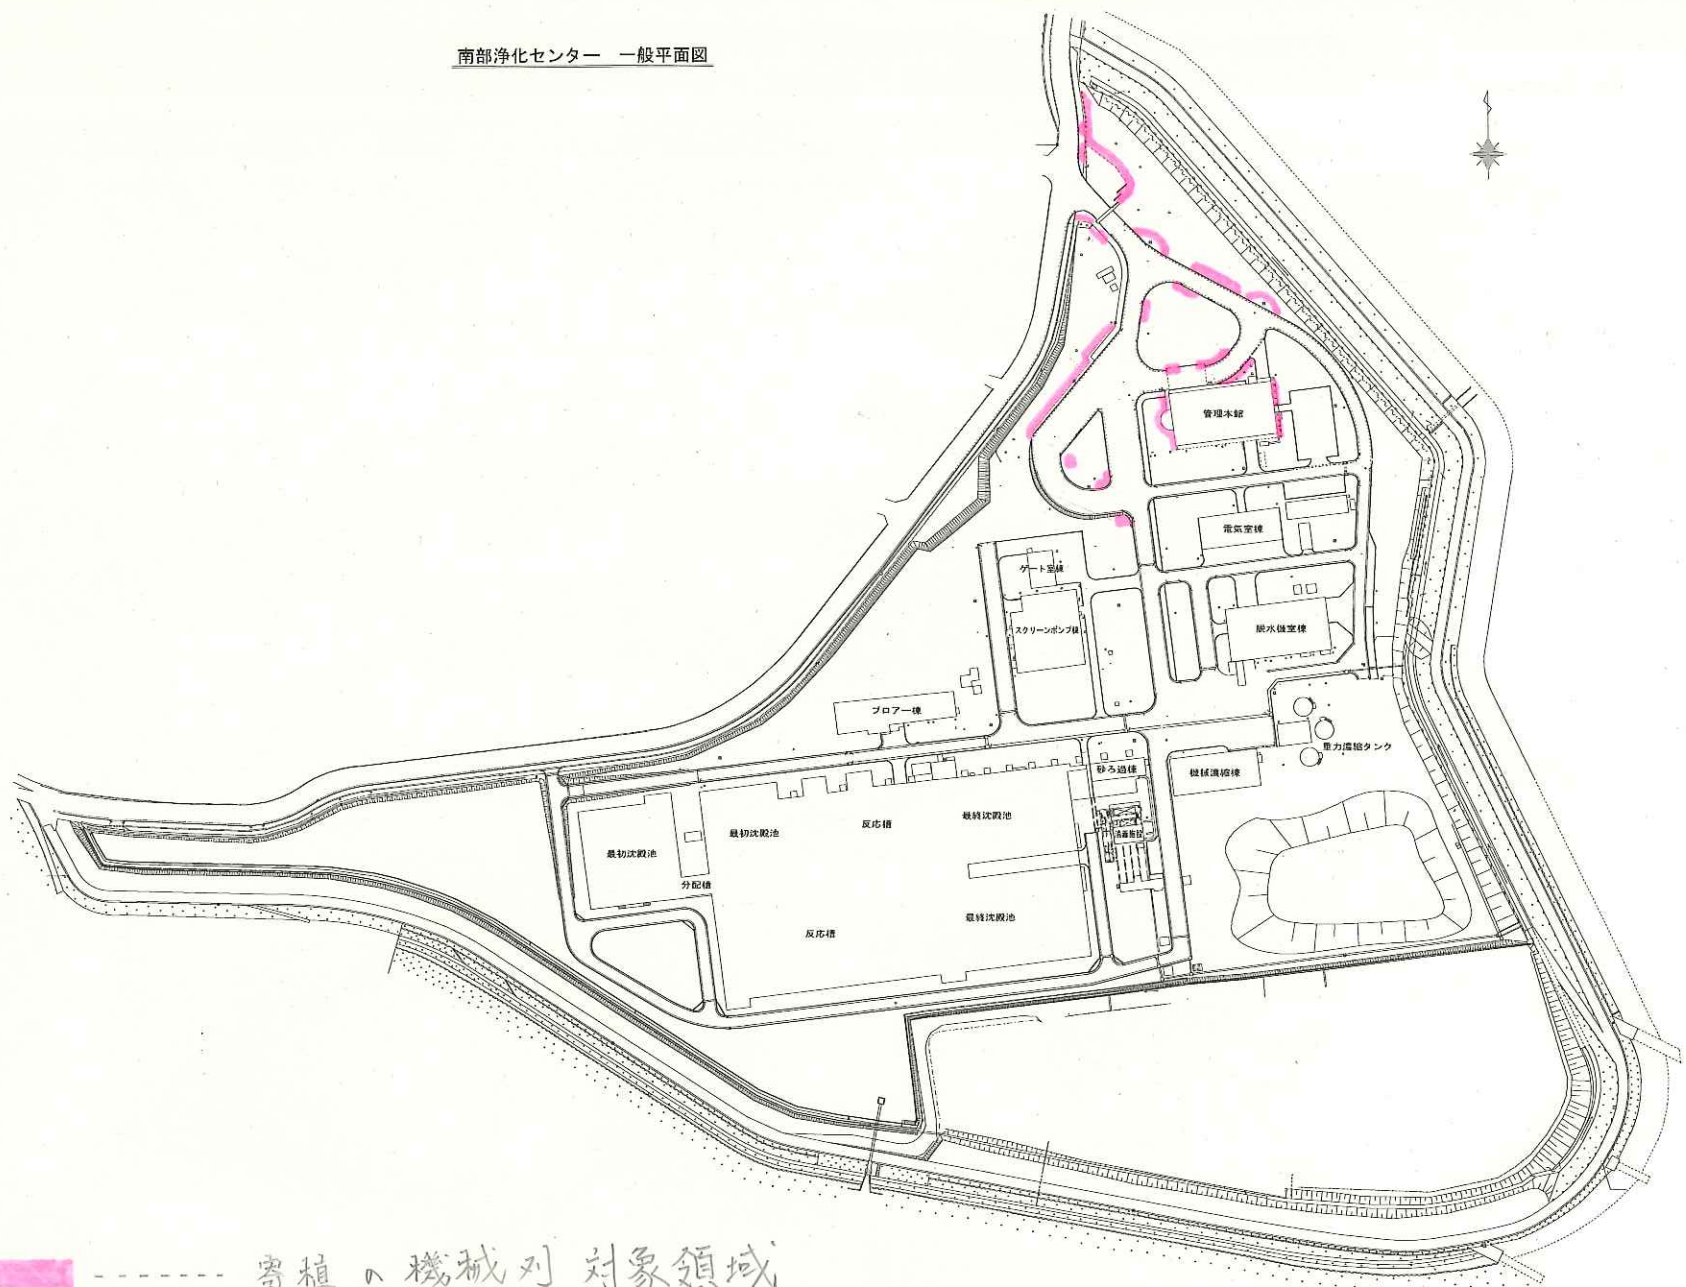 南部浄化センター　一般平面図
管理本館
電気室棟
ゲート室棟
スクリーンポンプ棟
脱水機室棟
ブロアー棟
重力濃縮タンク
砂ろ過棟
機械濃縮棟
最初沈殿池
反応槽
最終沈殿池
最初沈殿池
分配槽
最終沈殿池
反応槽
寄植の機械刈対象領域